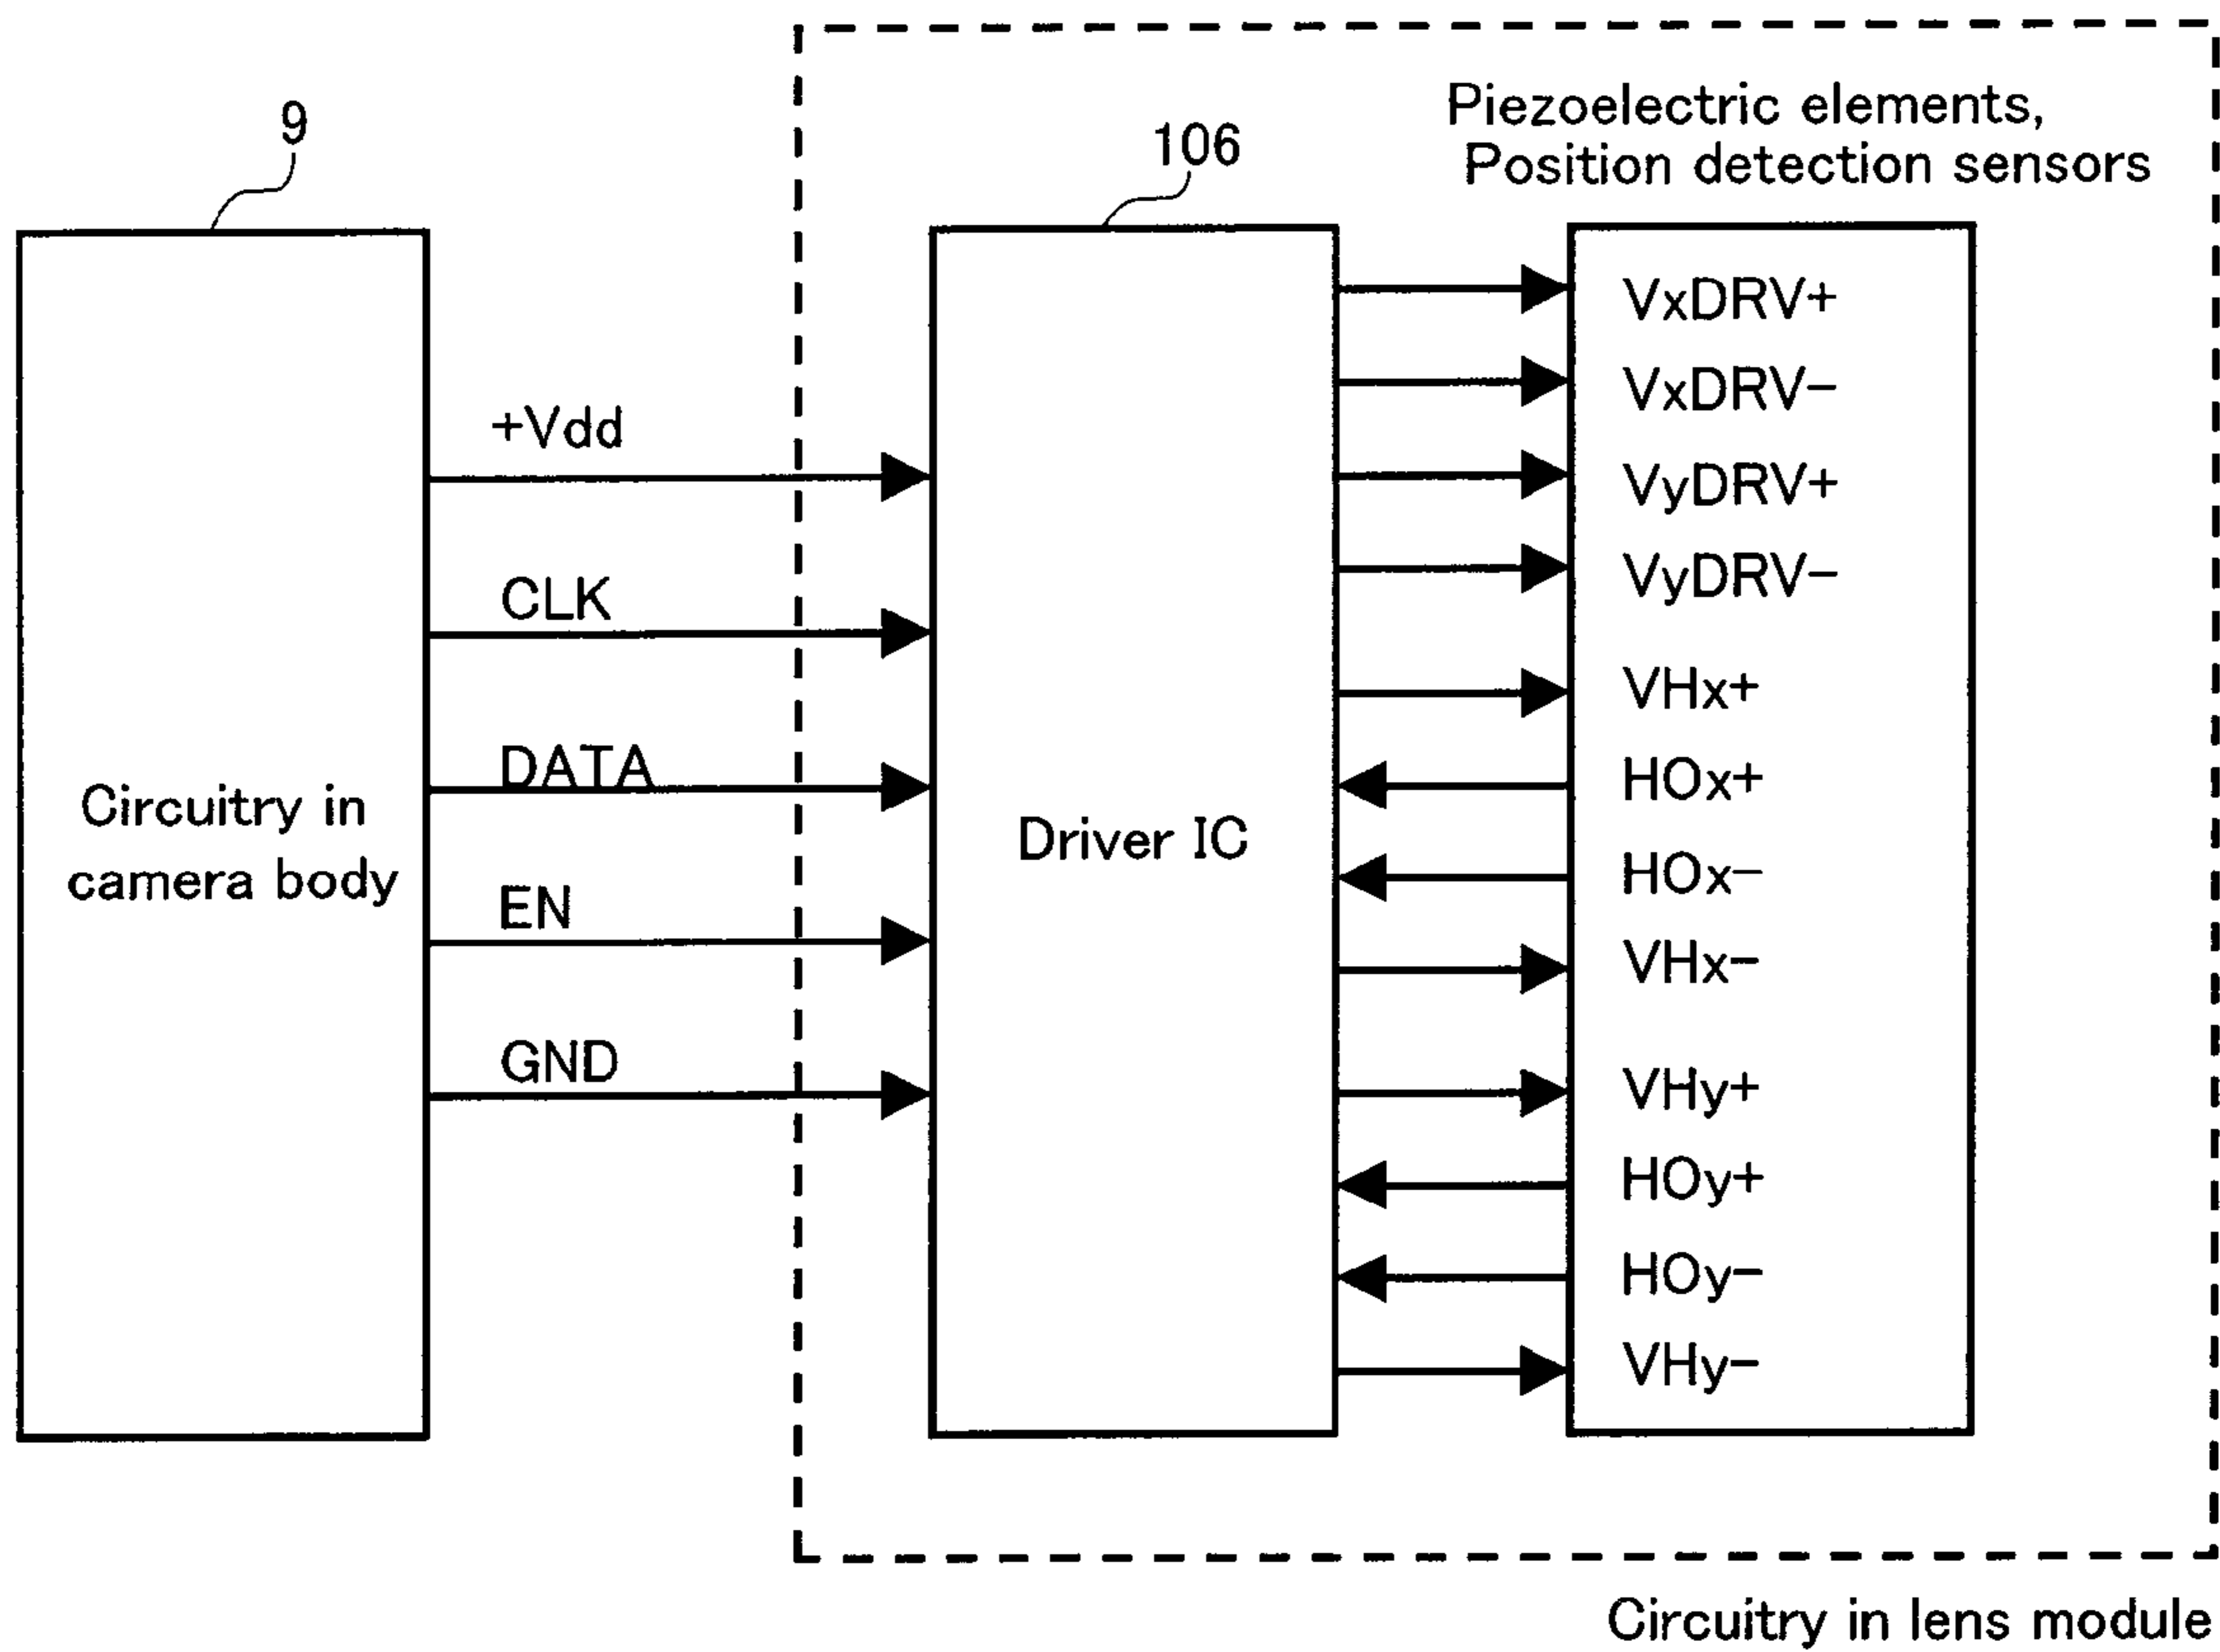 9
106
Piezoelectric elements,
Position detection sensors
+Vdd
CLK
DATA
EN
GND
Circuitry in
camera body
Driver IC
VxDRV+
VxDRV-
VyDRV+
VyDRV-
VHx+
HOx+
HOx-
VHx-
VHy+
HOy+
HOy-
VHy-
Circuitry in lens module